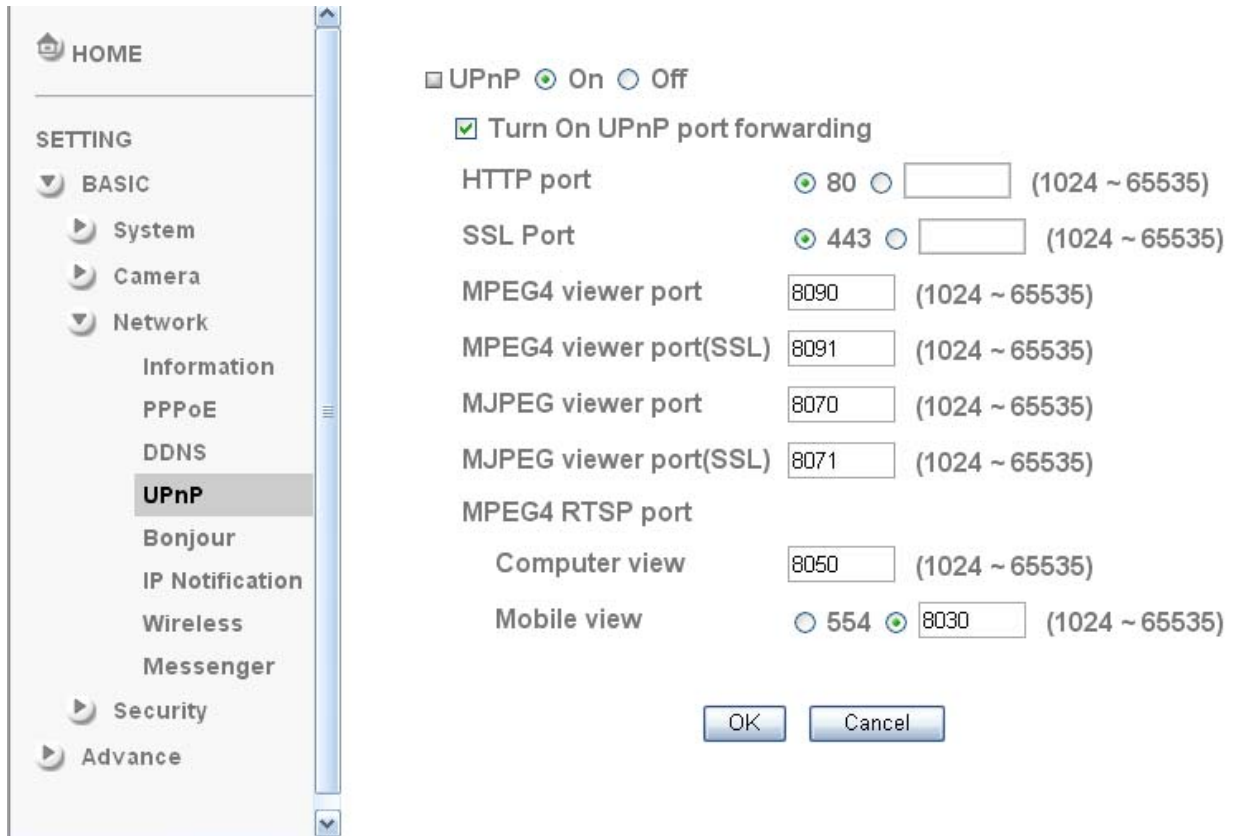 HOME
SETTING
BASIC
System
Camera
Network
Information
PPPoE
DDNS
UPnP
Bonjour
IP Notification
Wireless
Messenger
Security
Advance
UPnP On Off
Turn On UPnP port forwarding
HTTP port 80 (1024 ~ 65535)
SSL Port 443 (1024 ~ 65535)
MPEG4 viewer port 8090 (1024 ~ 65535)
MPEG4 viewer port(SSL) 8091 (1024 ~ 65535)
MJPEG viewer port 8070 (1024 ~ 65535)
MJPEG viewer port(SSL) 8071 (1024 ~ 65535)
MPEG4 RTSP port
Computer view 8050 (1024 ~ 65535)
Mobile view 554 8030 (1024 ~ 65535)
OK Cancel